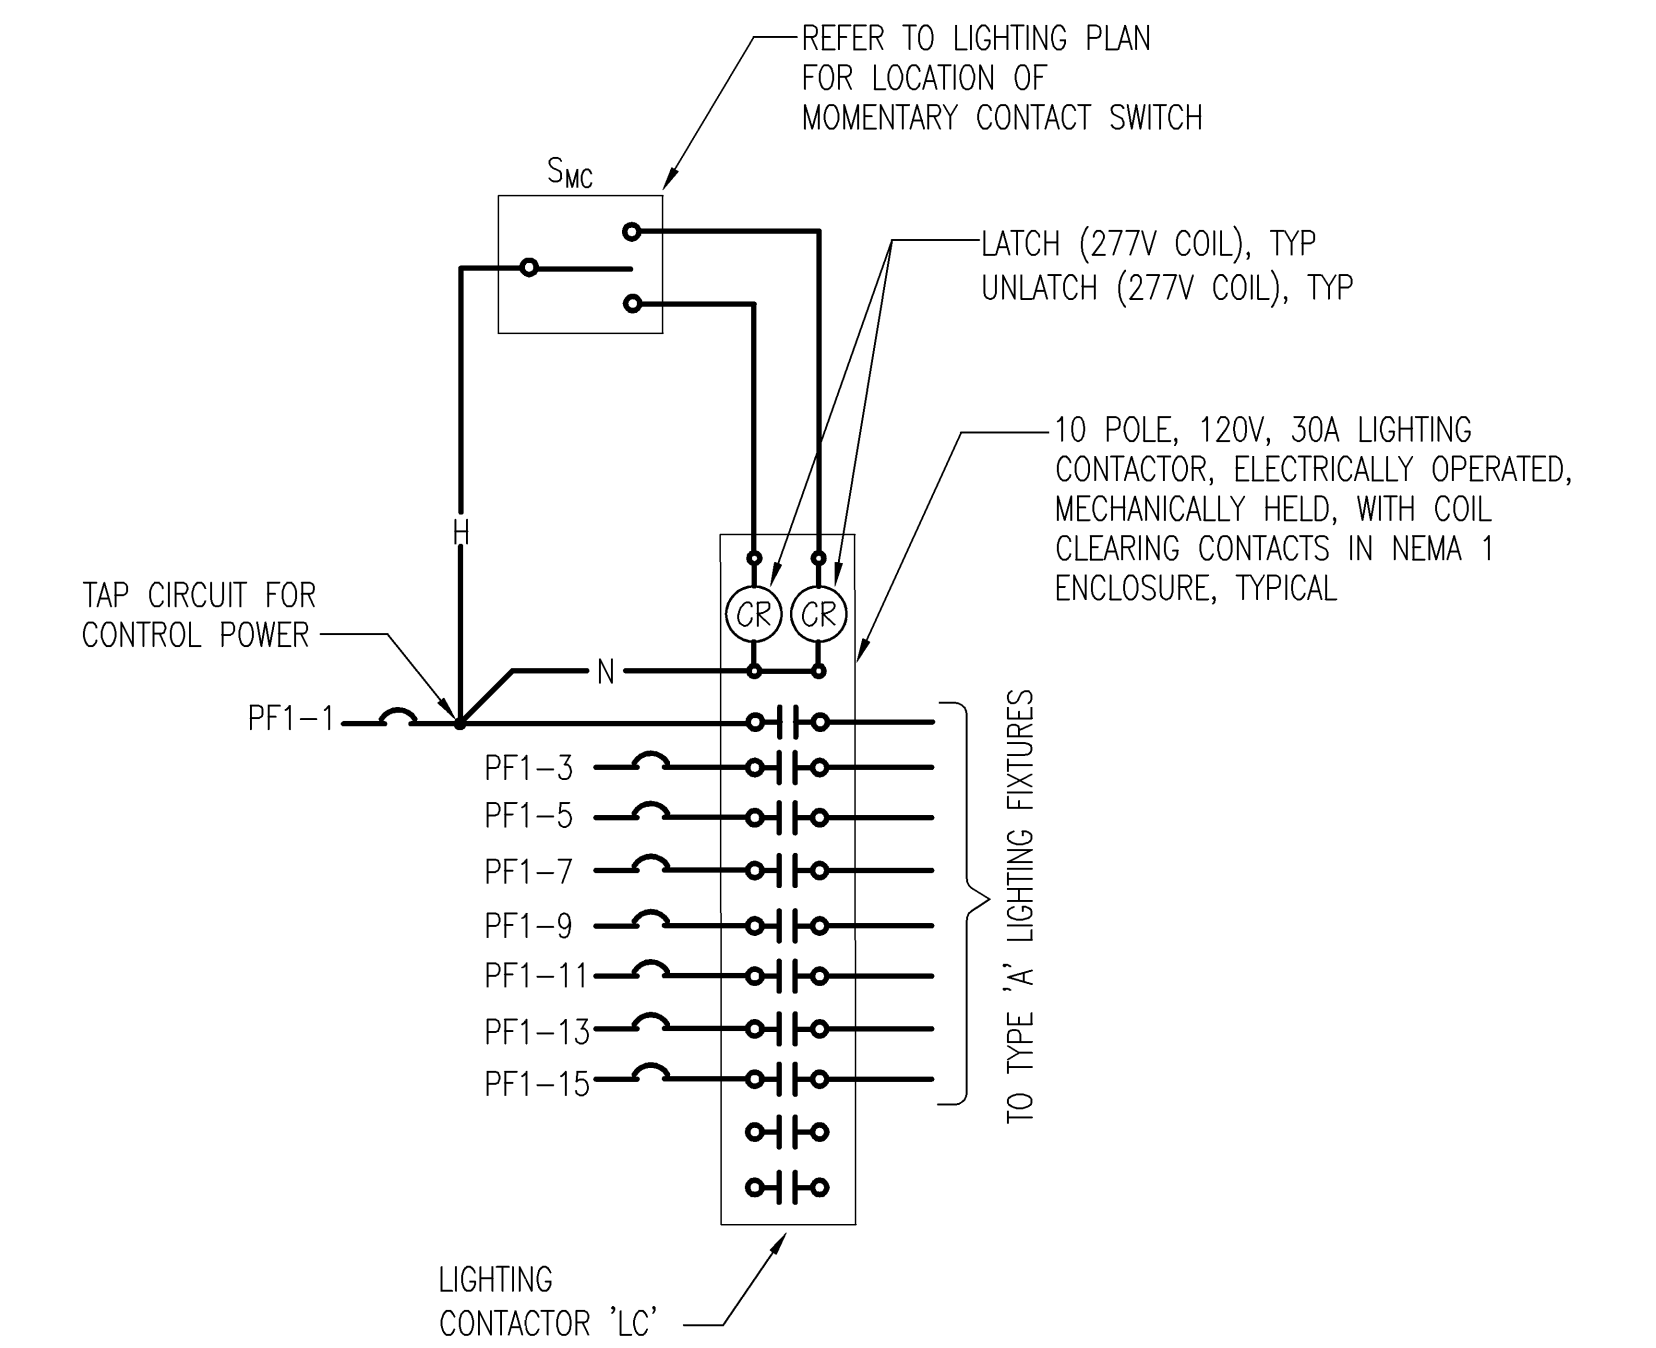 REFER TO LIGHTING PLAN
FOR LOCATION OF
MOMENTARY CONTACT SWITCH
SMC
LATCH (277V COIL), TYP
UNLATCH (277V COIL), TYP
10 POLE, 120V, 30A LIGHTING
CONTACTOR, ELECTRICALLY OPERATED,
MECHANICALLY HELD, WITH COIL
CLEARING CONTACTS IN NEMA 1
ENCLOSURE, TYPICAL
H
TAP CIRCUIT FOR
CONTROL POWER
CR
CR
N
PF1-1
PF1-3
PF1-5
PF1-7
PF1-9
PF1-11
PF1-13
PF1-15
TO TYPE 'A' LIGHTING FIXTURES
LIGHTING
CONTACTOR 'LC'